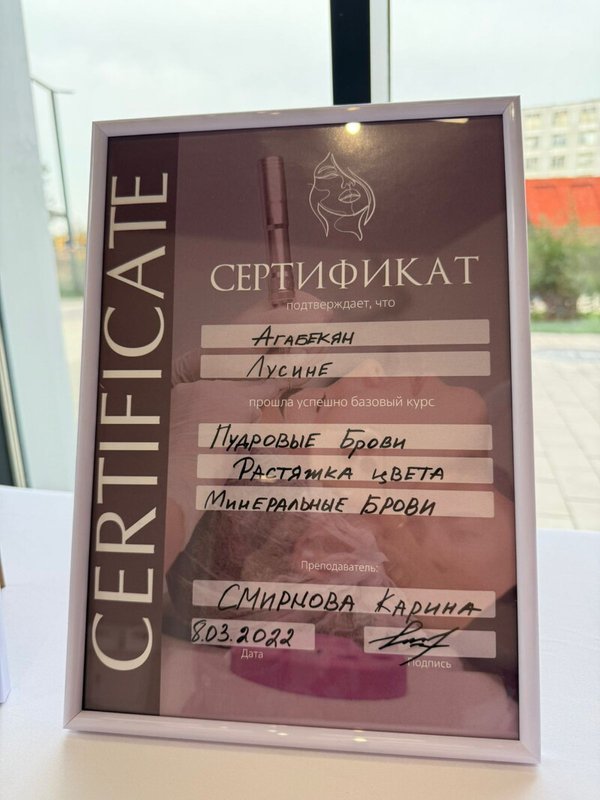 CERTIFICATE
СЕРТИФИКАТ
подтверждает, что
Агабекян
Лусине
прошла успешно базовый курс
Пудровые Брови
Растяжка цвета
Минеральные Брови
Преподаватель:
Смирнова Карина
8.03.2022
Дата
Подпись